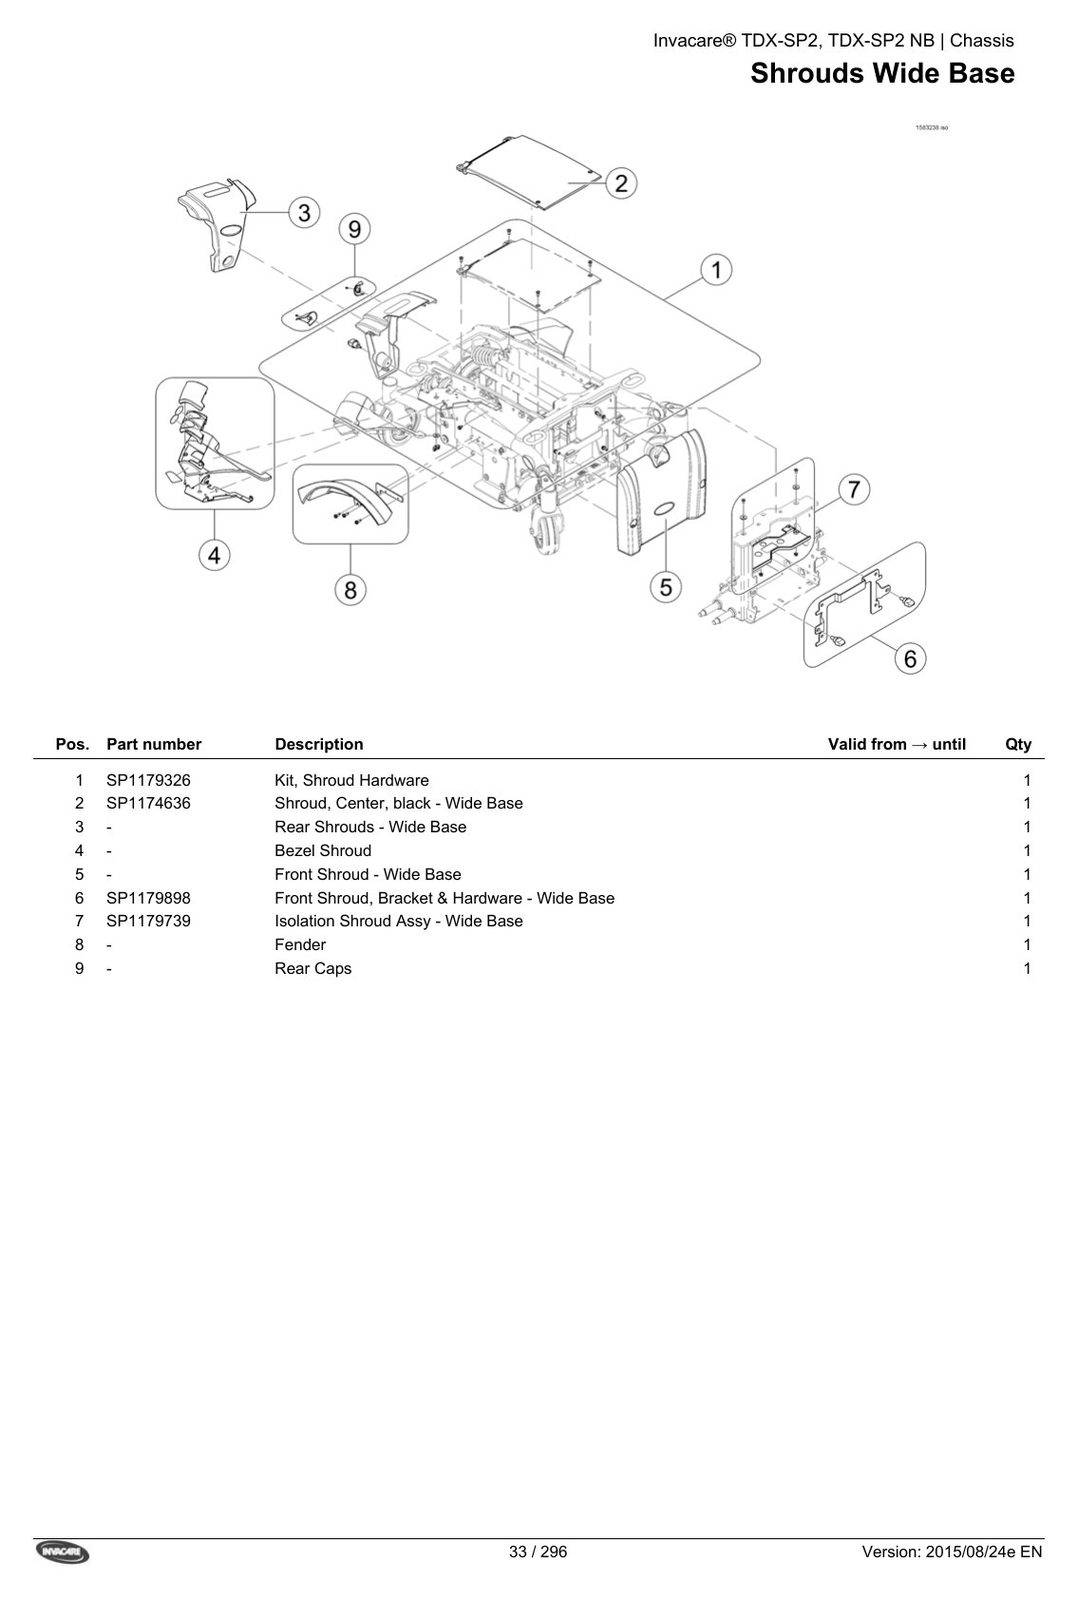 Invacare® TDX-SP2, TDX-SP2 NB | Chassis
Shrouds Wide Base
1583238.iso
2
3
9
1
7
4
8
5
6
Pos. Part number Description Valid from → until Qty
1 SP1179326 Kit, Shroud Hardware 1
2 SP1174636 Shroud, Center, black - Wide Base 1
3 - Rear Shrouds - Wide Base 1
4 - Bezel Shroud 1
5 - Front Shroud - Wide Base 1
6 SP1179898 Front Shroud, Bracket & Hardware - Wide Base 1
7 SP1179739 Isolation Shroud Assy - Wide Base 1
8 - Fender 1
9 - Rear Caps 1
INVACARE 33 / 296 Version: 2015/08/24e EN